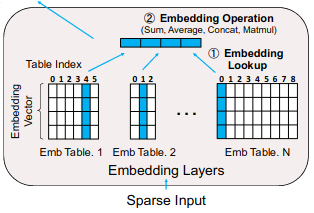 ② Embedding Operation
(Sum, Average, Concat, Matmul)
Table Index
① Embedding
Lookup
0 1 2 3 4 5
0 1 2
0 1 2 3 4 5 6 7 8
Embedding
Vector
...
Emb Table. 1
Emb Table. 2
Emb Table. N
Embedding Layers
Sparse Input